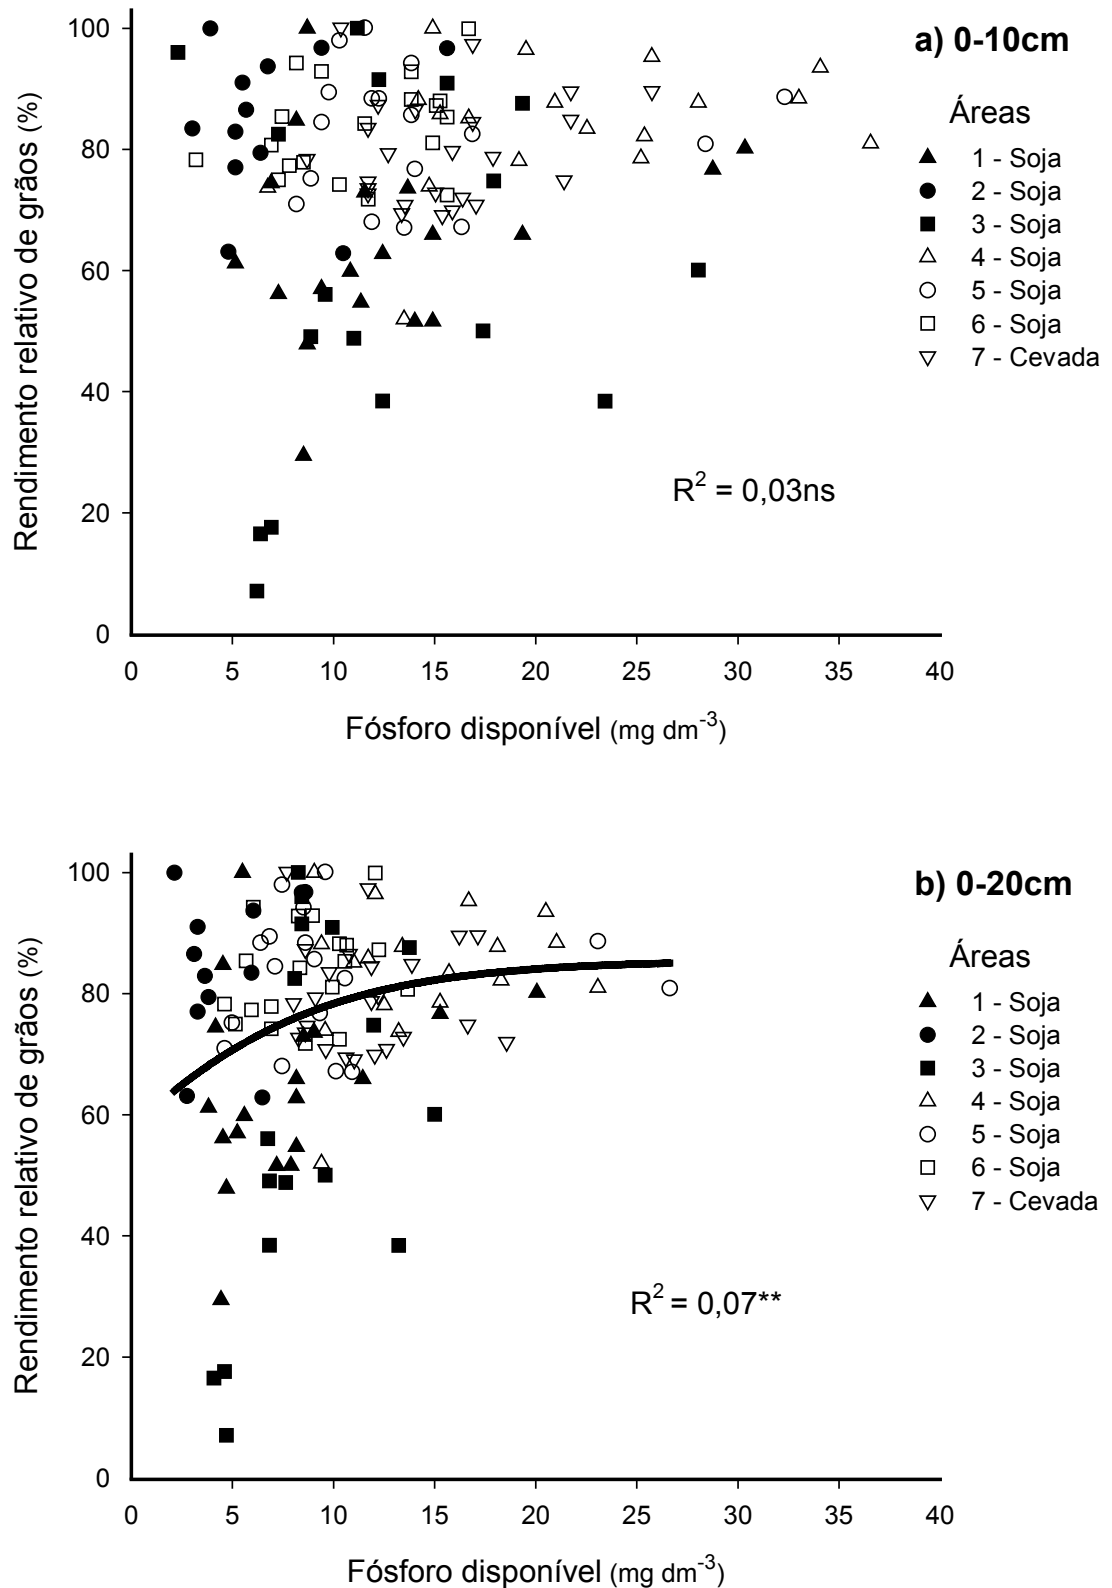 a) 0-10cm
Rendimento relativo de grãos (%)
100
80
60
40
20
0
Áreas
1 - Soja
2 - Soja
3 - Soja
4 - Soja
5 - Soja
6 - Soja
7 - Cevada
R² = 0,03ns
0 5 10 15 20 25 30 35 40
Fósforo disponível (mg dm⁻³)
b) 0-20cm
Rendimento relativo de grãos (%)
100
80
60
40
20
0
Áreas
1 - Soja
2 - Soja
3 - Soja
4 - Soja
5 - Soja
6 - Soja
7 - Cevada
R² = 0,07**
0 5 10 15 20 25 30 35 40
Fósforo disponível (mg dm⁻³)